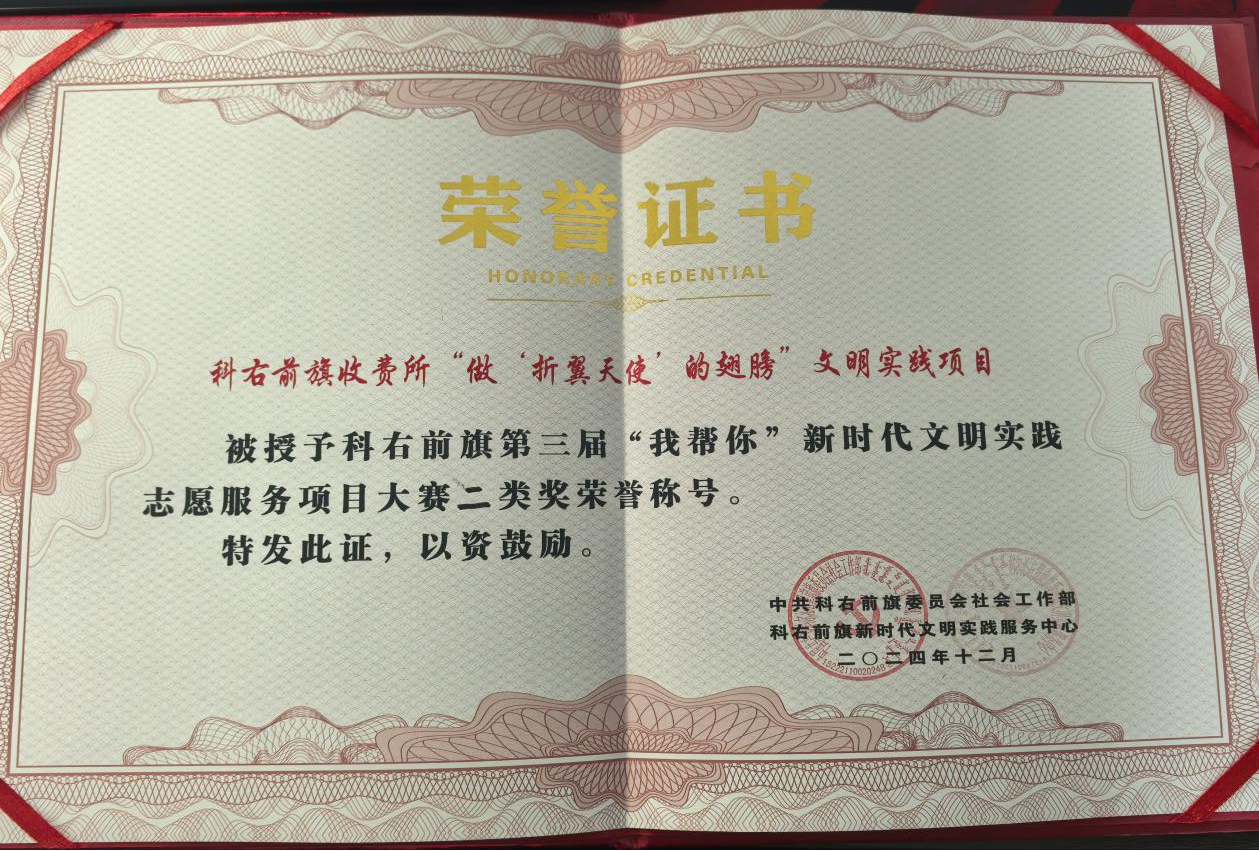 荣誉证书
HONORARY CREDENTIAL
科右前旗收费所“做‘折翼天使’的翅膀”文明实践项目
被授予科右前旗第三届“我帮你”新时代文明实践
志愿服务项目大赛二类奖荣誉称号。
特发此证，以资鼓励。
中共科右前旗委员会社会工作部
科右前旗新时代文明实践服务中心
二〇二四年十二月